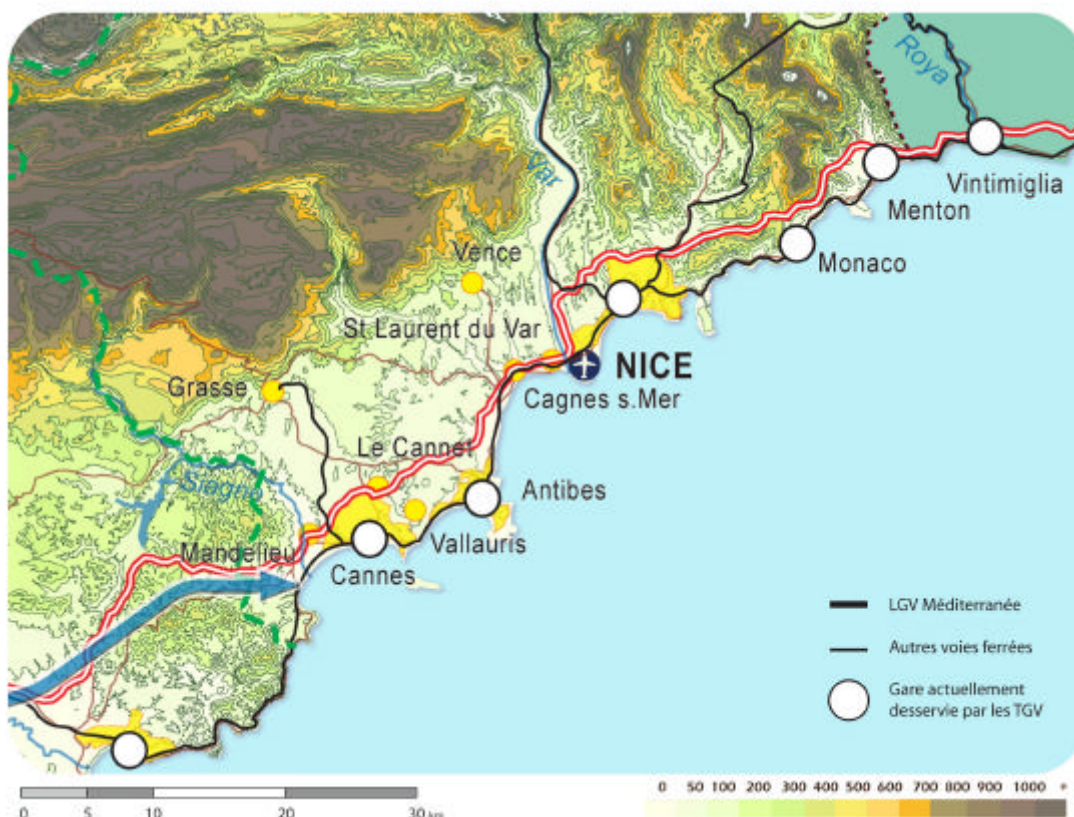 Roya
Var
Vintimiglia
Menton
Monaco
Vence
St Laurent du Var
NICE
Grasse
Cagnes s.Mer
Le Cannet
Siagne
Antibes
Mandelieu
Vallauris
Cannes
LGV Méditerranée
Autres voies ferrées
Gare actuellement
desservie par les TGV
0 50 100 200 300 400 500 600 700 800 900 1000 +
0 5 10 20 30 km